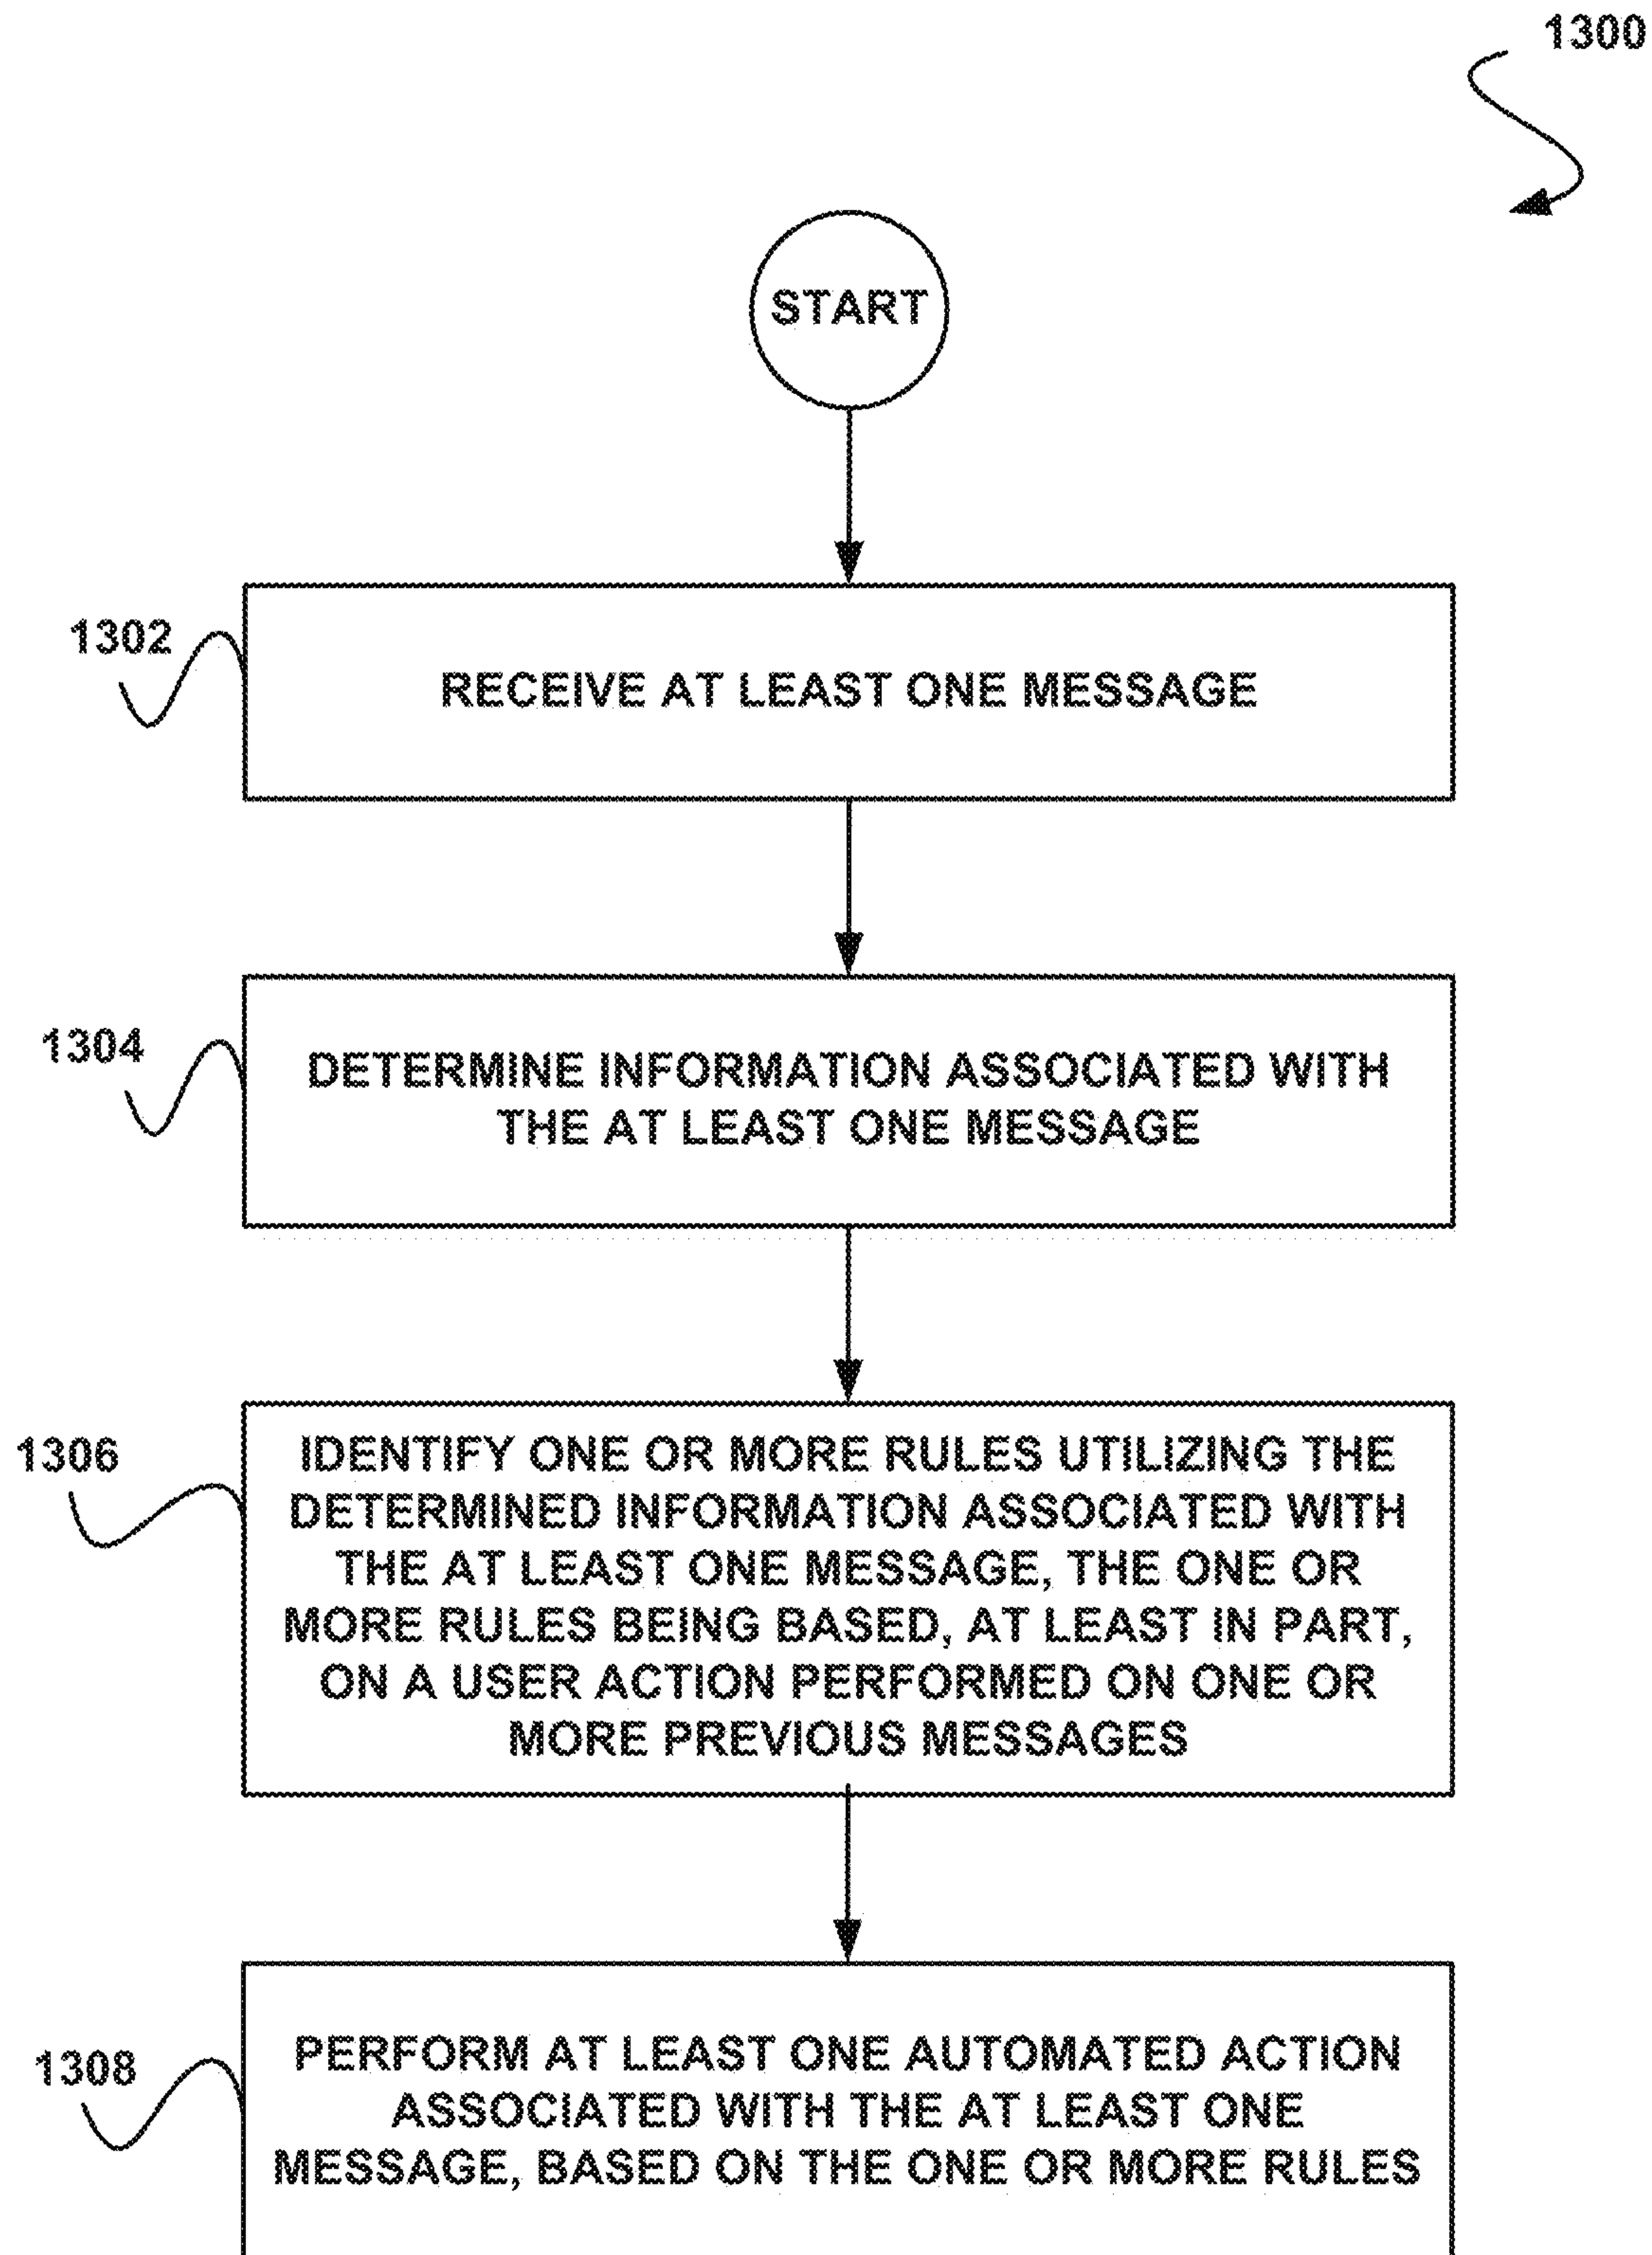 1300
START
1302
RECEIVE AT LEAST ONE MESSAGE
1304
DETERMINE INFORMATION ASSOCIATED WITH
THE AT LEAST ONE MESSAGE
1306
IDENTIFY ONE OR MORE RULES UTILIZING THE
DETERMINED INFORMATION ASSOCIATED WITH
THE AT LEAST ONE MESSAGE, THE ONE OR
MORE RULES BEING BASED, AT LEAST IN PART,
ON A USER ACTION PERFORMED ON ONE OR
MORE PREVIOUS MESSAGES
1308
PERFORM AT LEAST ONE AUTOMATED ACTION
ASSOCIATED WITH THE AT LEAST ONE
MESSAGE, BASED ON THE ONE OR MORE RULES